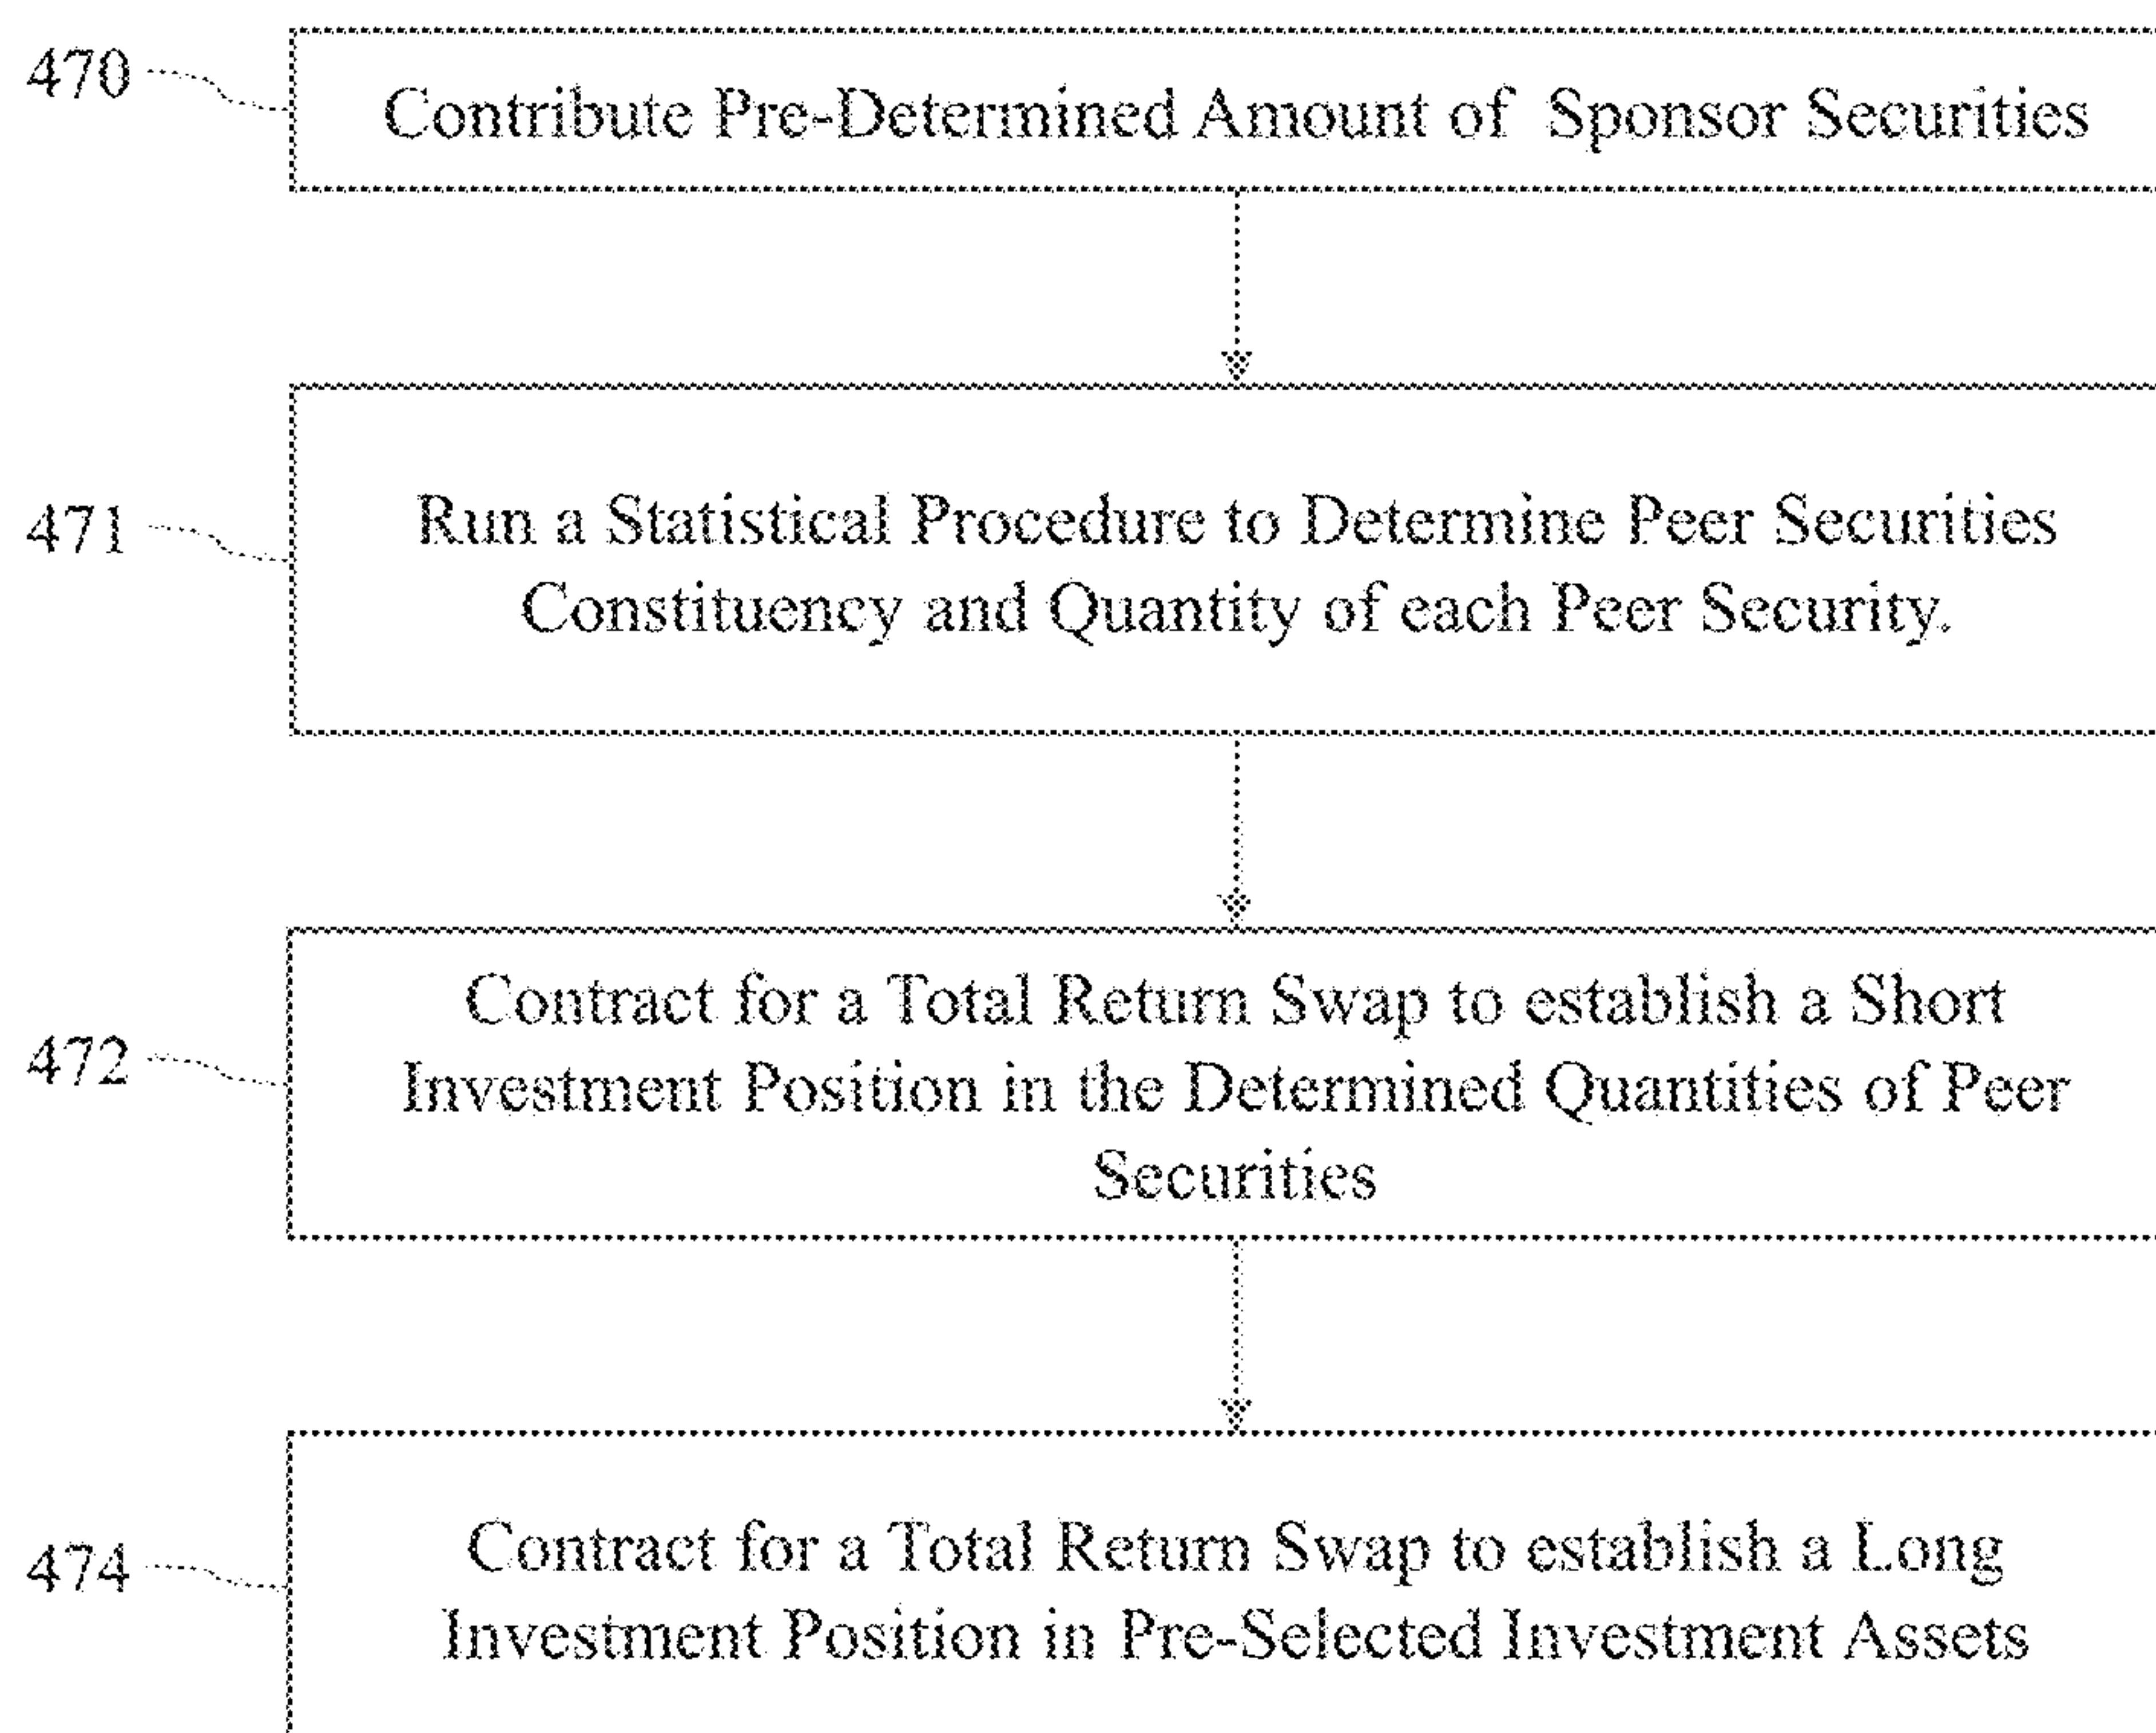 470
Contribute Pre-Determined Amount of Sponsor Securities
471
Run a Statistical Procedure to Determine Peer Securities
Constituency and Quantity of each Peer Security.
472
Contract for a Total Return Swap to establish a Short
Investment Position in the Determined Quantities of Peer
Securities
474
Contract for a Total Return Swap to establish a Long
Investment Position in Pre-Selected Investment Assets